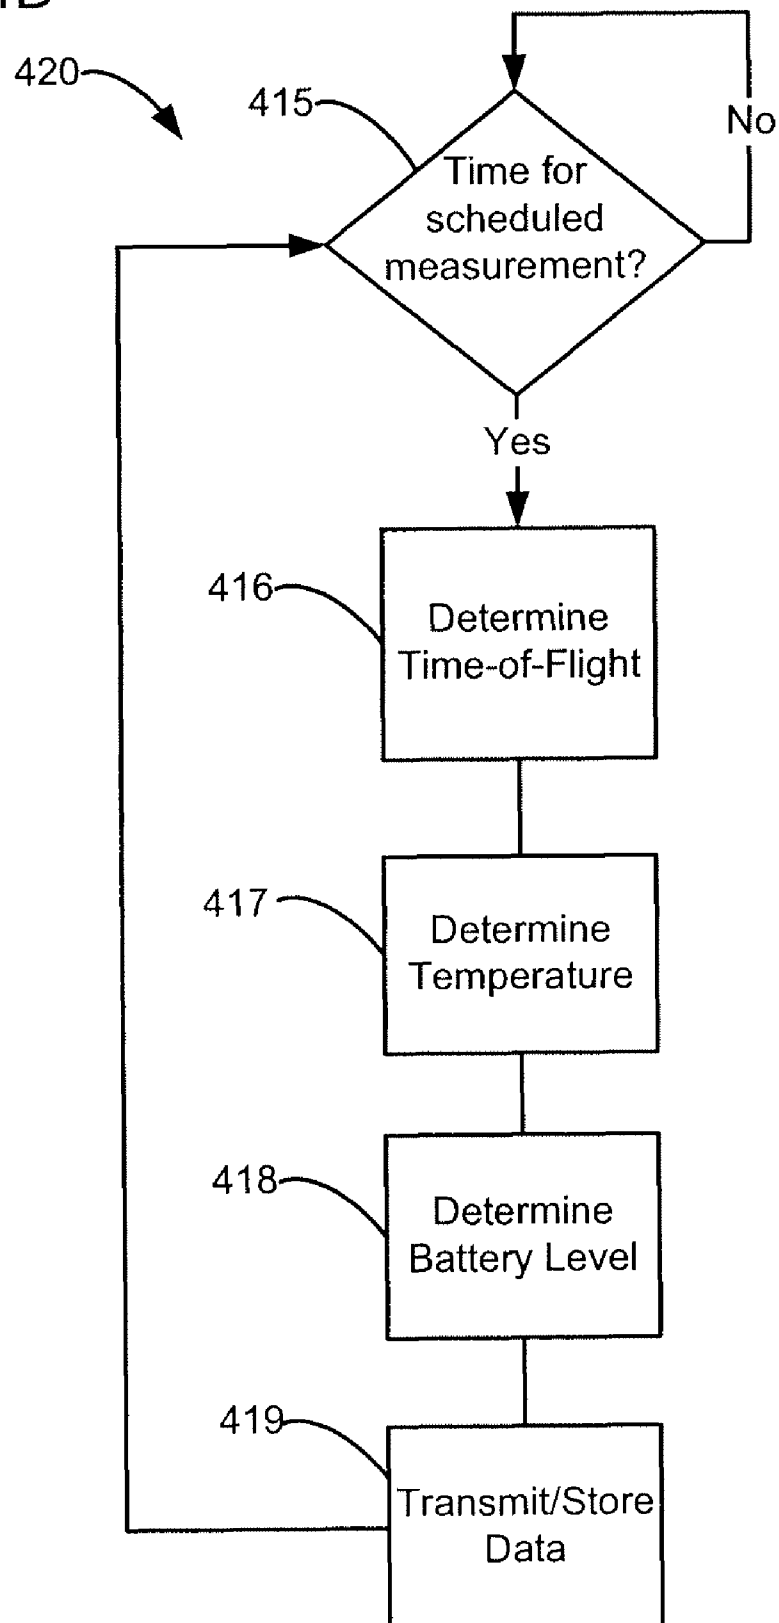 420
415
No
Time for
scheduled
measurement?
Yes
416
Determine
Time-of-Flight
417
Determine
Temperature
418
Determine
Battery Level
419
Transmit/Store
Data